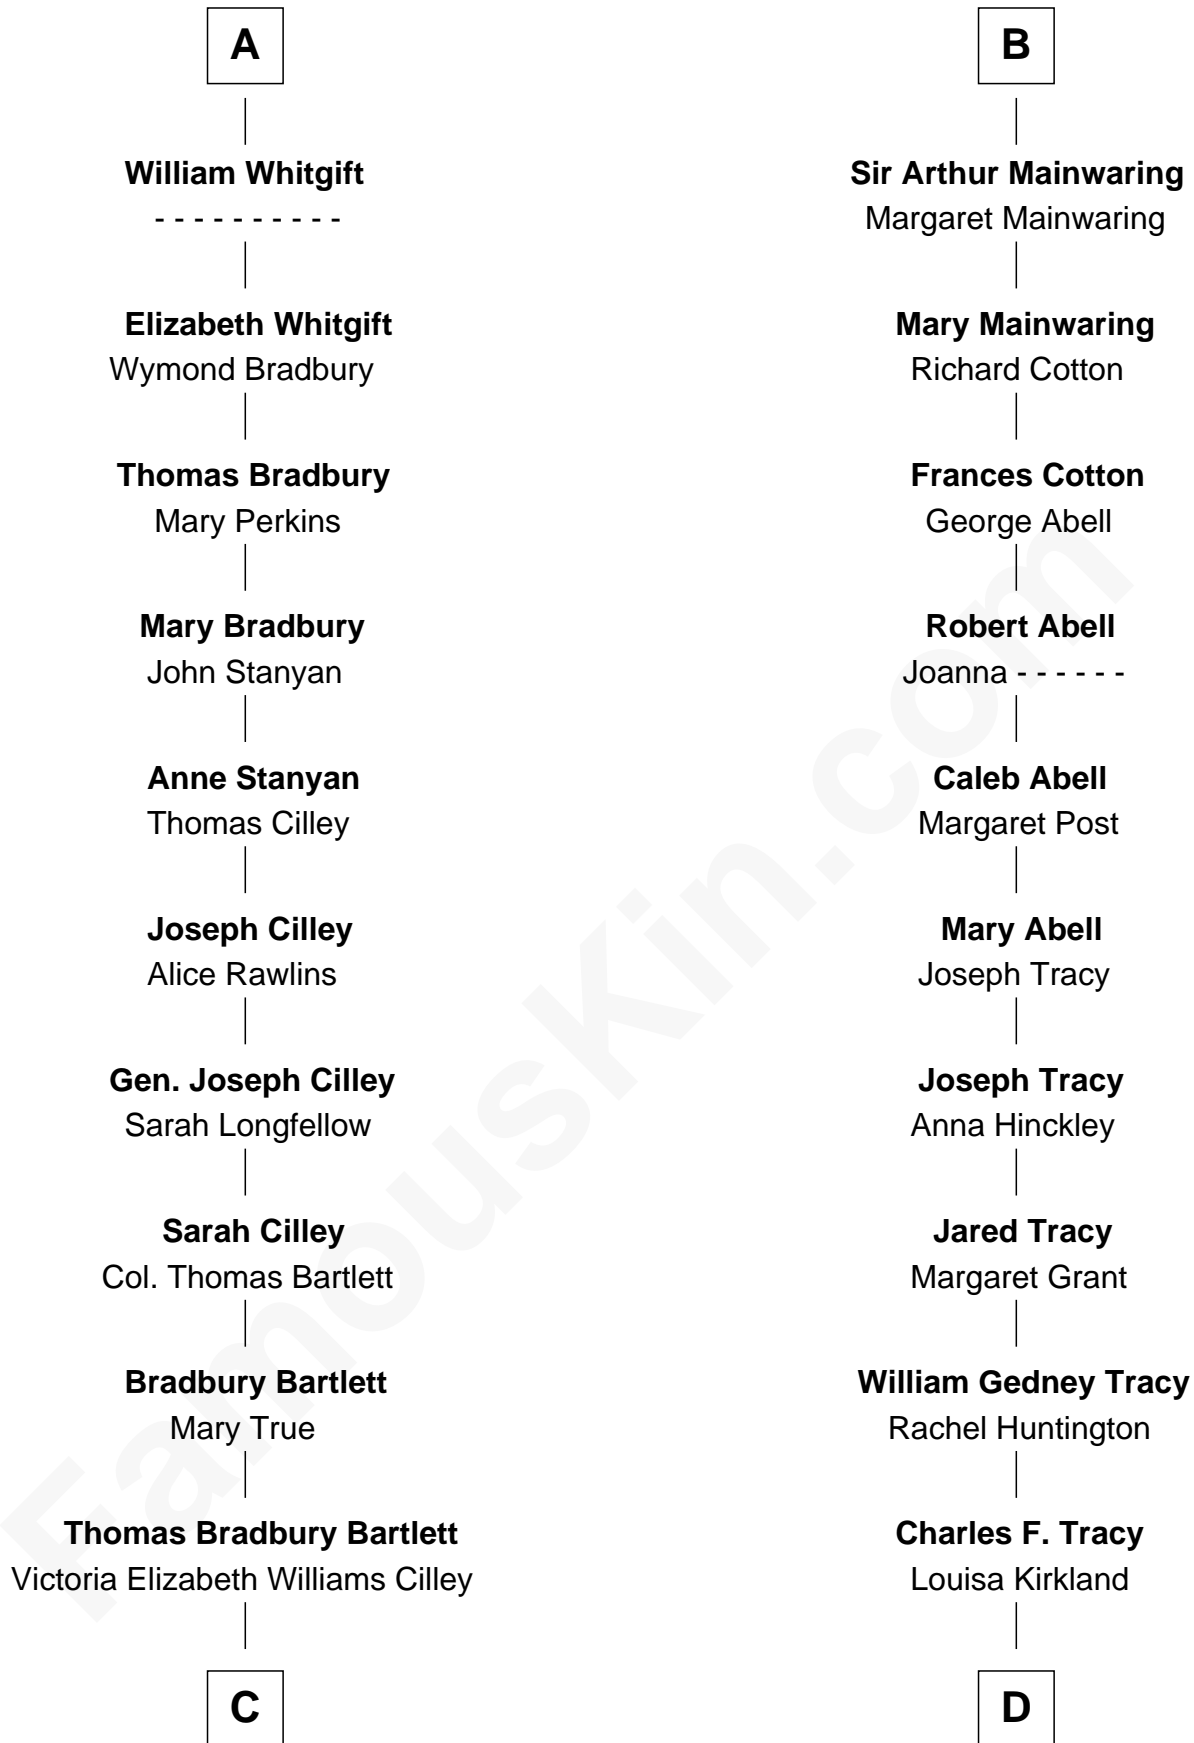 A
William Whitgift
- - - - - - - - - -
Elizabeth Whitgift
Wymond Bradbury
Thomas Bradbury
Mary Perkins
Mary Bradbury
John Stanyan
Anne Stanyan
Thomas Cilley
Joseph Cilley
Alice Rawlins
Gen. Joseph Cilley
Sarah Longfellow
Sarah Cilley
Col. Thomas Bartlett
Bradbury Bartlett
Mary True
Thomas Bradbury Bartlett
Victoria Elizabeth Williams Cilley
C
B
Sir Arthur Mainwaring
Margaret Mainwaring
Mary Mainwaring
Richard Cotton
Frances Cotton
George Abell
Robert Abell
Joanna - - - - - -
Caleb Abell
Margaret Post
Mary Abell
Joseph Tracy
Joseph Tracy
Anna Hinckley
Jared Tracy
Margaret Grant
William Gedney Tracy
Rachel Huntington
Charles F. Tracy
Louisa Kirkland
D
FamousKin.com